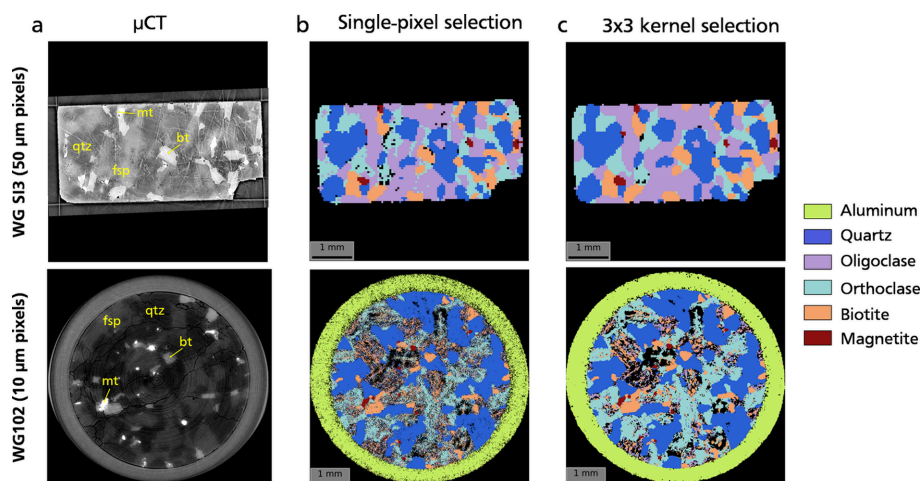 a
µCT
b
Single-pixel selection
c
3x3 kernel selection
WG SI3 (50 µm pixels)
mt
bt
qtz
fsp
1 mm
1 mm
Aluminum
Quartz
Oligoclase
Orthoclase
Biotite
Magnetite
WG102 (10 µm pixels)
qtz
fsp
bt
mt
1 mm
1 mm